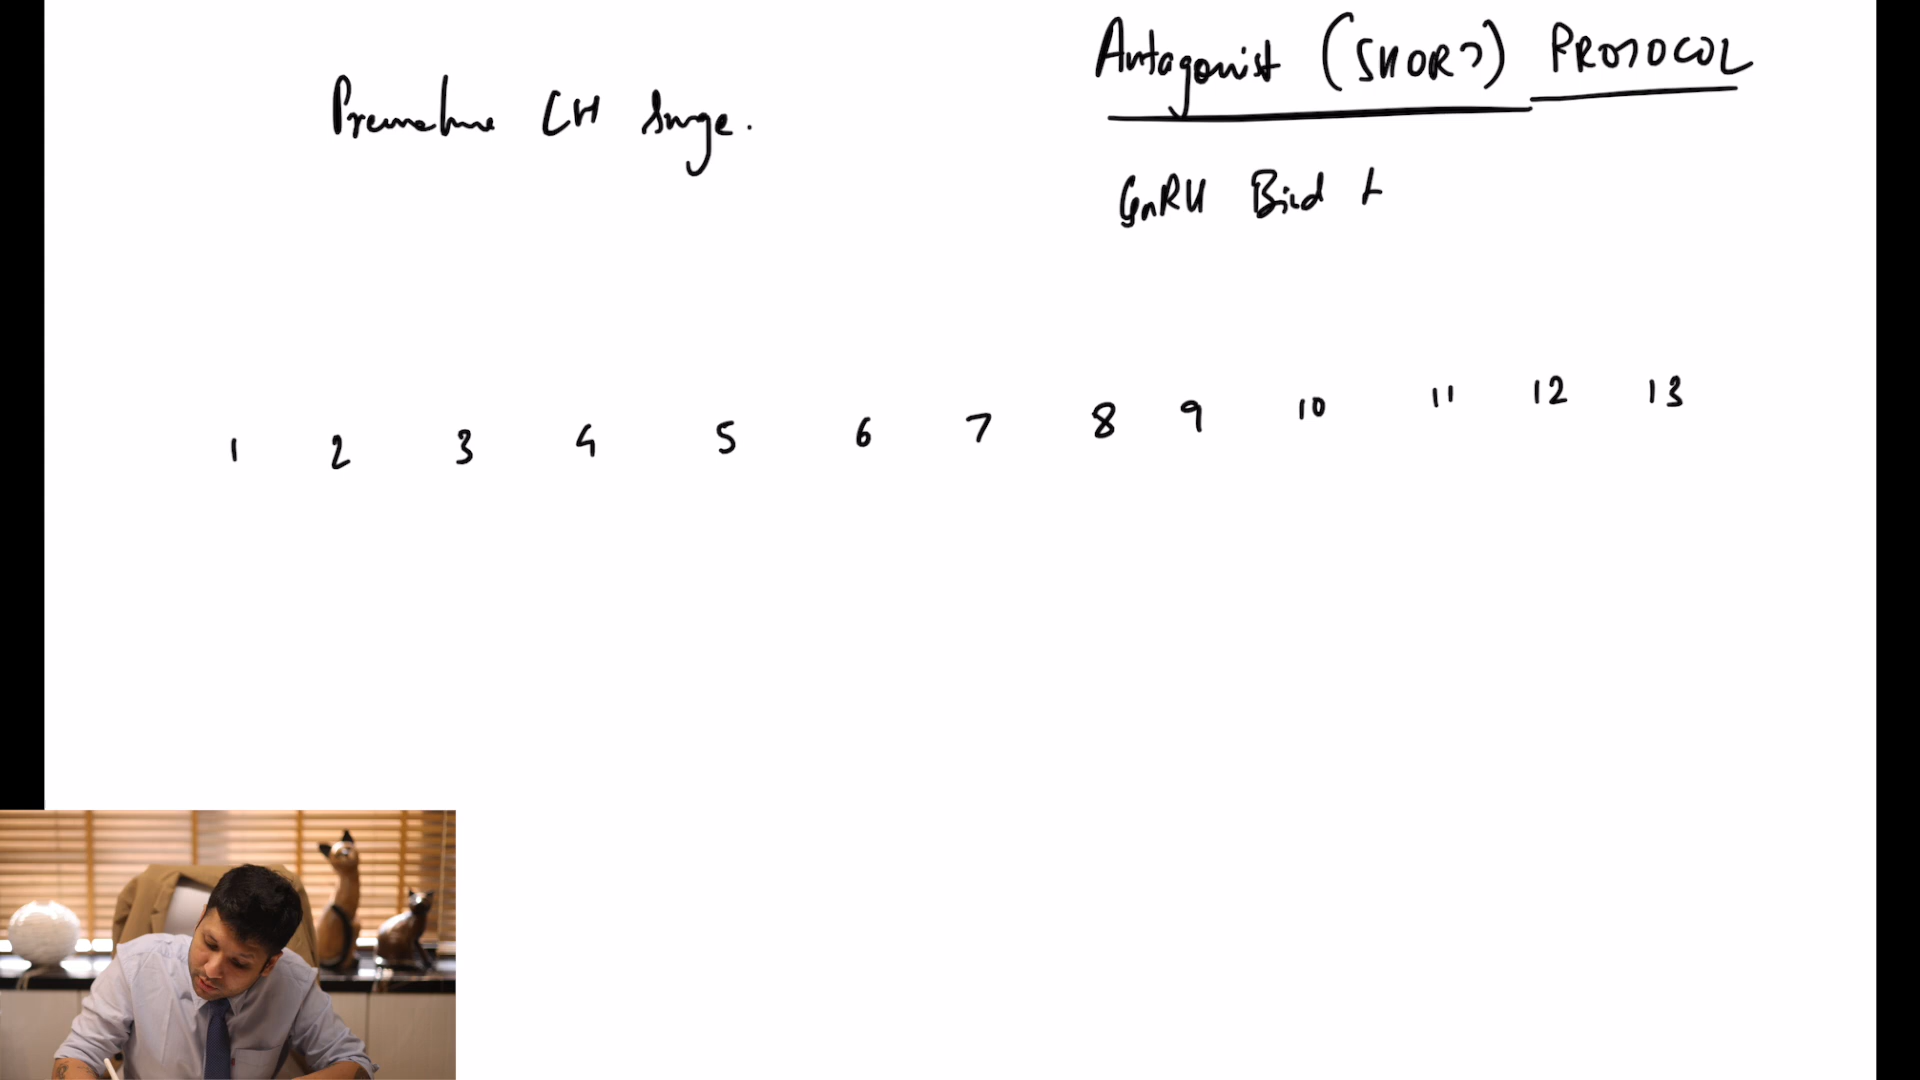 Antagonist (SHORT) PROTOCOL
Premature LH Surge.
GnRH Bind t
1 2 3 4 5 6 7 8 9 10 11 12 13